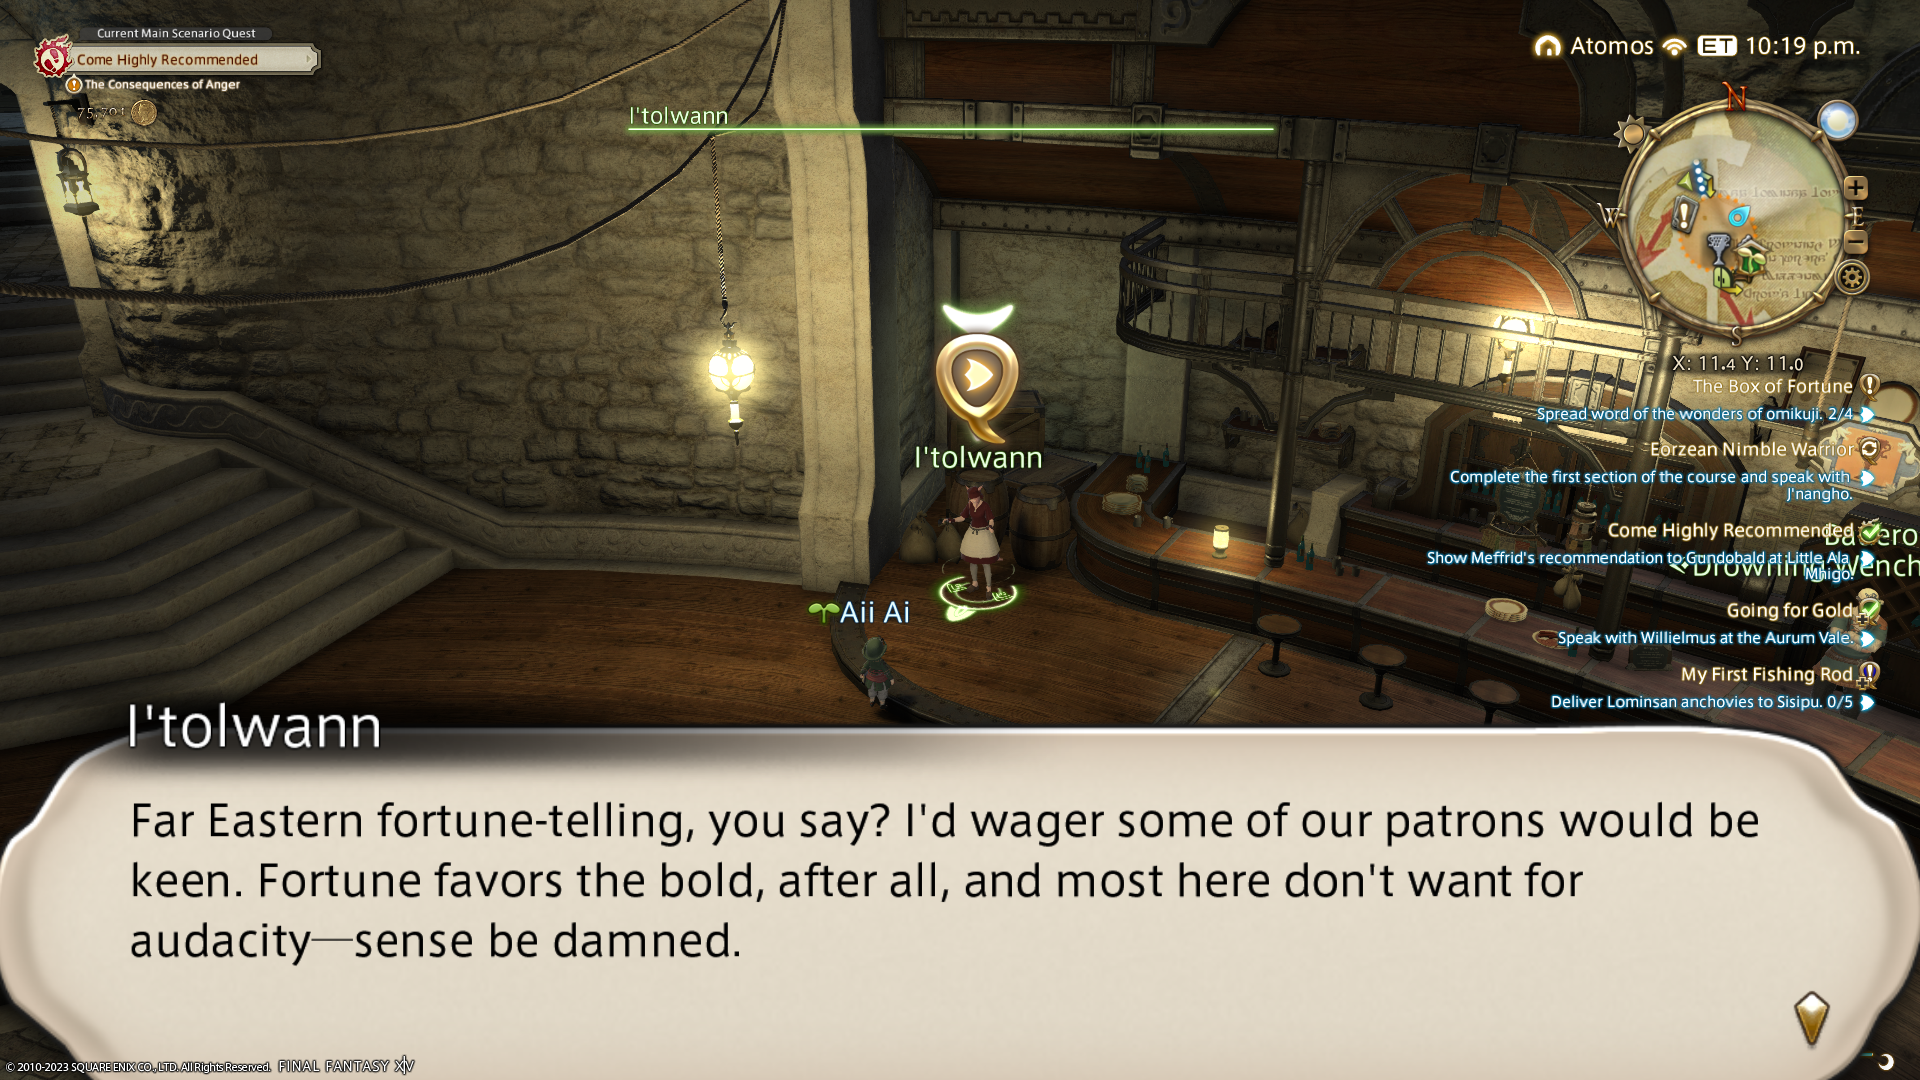 Current Main Scenario Quest
Come Highly Recommended
The Consequences of Anger
I'tolwann
Atomos ET 10:19 p.m.
N
W
E
S
X: 11.4 Y: 11.0
The Box of Fortune
Spread word of the wonders of omikuji. 2/4
Eorzean Nimble Warrior
Complete the first section of the course and speak with
J'nangho.
Come Highly Recommended
Show Meffrid's recommendation to Gundobald at Little Ala
Mhigo.
Drowning Wench
Going for Gold
Speak with Willielmus at the Aurum Vale.
My First Fishing Rod
Deliver Lominsan anchovies to Sisipu. 0/5
I'tolwann
Aii Ai
I'tolwann
Far Eastern fortune-telling, you say? I'd wager some of our patrons would be
keen. Fortune favors the bold, after all, and most here don't want for
audacity—sense be damned.
© 2010-2023 SQUARE ENIX CO., LTD. All Rights Reserved. FINAL FANTASY XIV